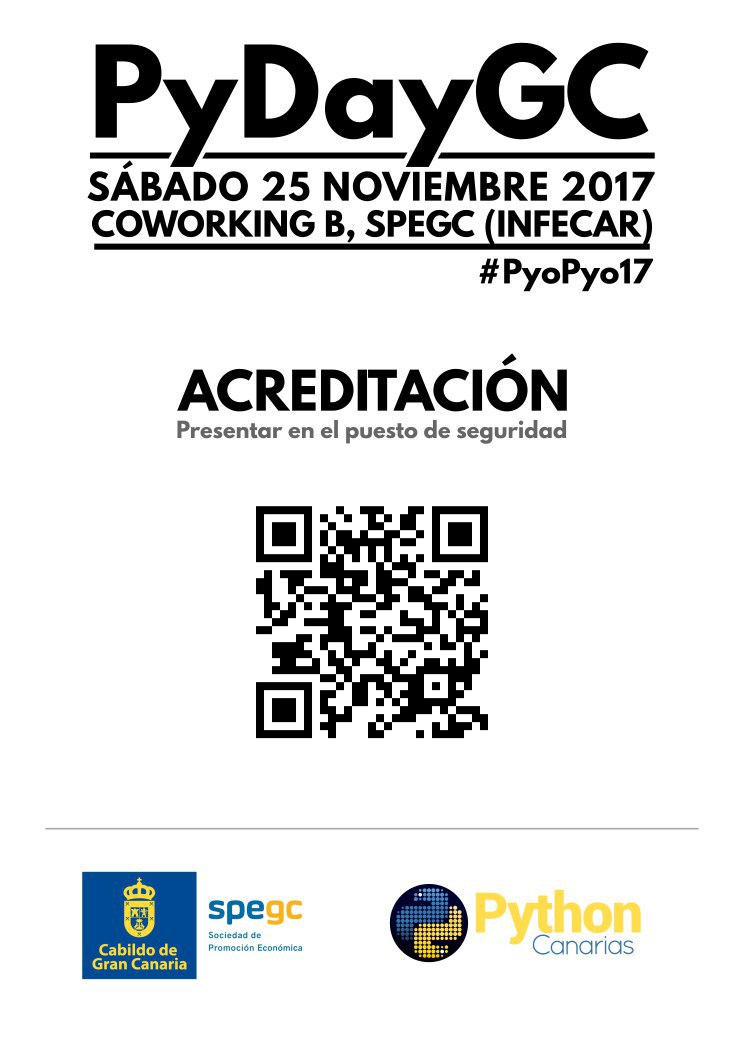 PyDayGC
SÁBADO 25 NOVIEMBRE 2017
COWORKING B, SPEGC (INFECAR)
#PyoPyo17
ACREDITACIÓN
Presentar en el puesto de seguridad
Cabildo de
Gran Canaria
spegc
Sociedad de
Promoción Económica
Python
Canarias